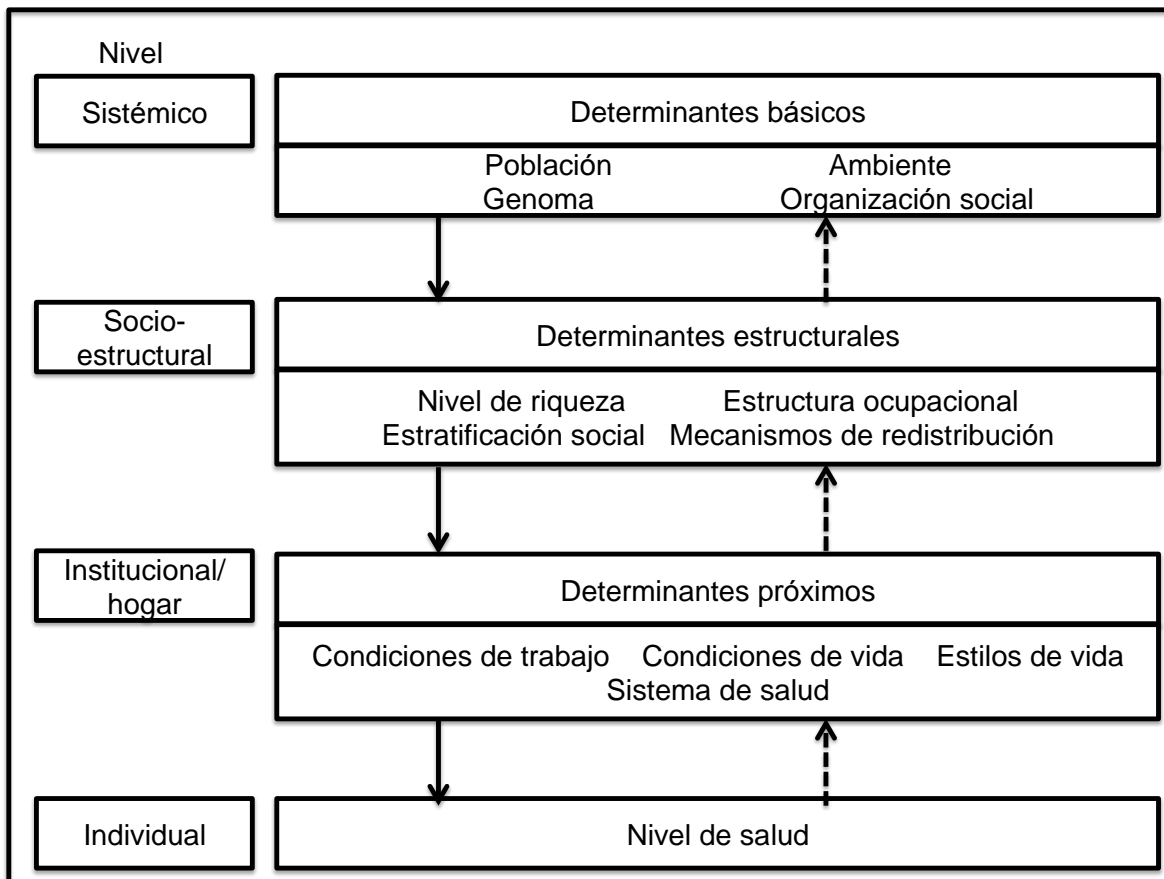 Nivel
Sistémico
Determinantes básicos
Población Ambiente
Genoma Organización social
Socio-
estructural
Determinantes estructurales
Nivel de riqueza Estructura ocupacional
Estratificación social Mecanismos de redistribución
Institucional/
hogar
Determinantes próximos
Condiciones de trabajo Condiciones de vida Estilos de vida
Sistema de salud
Individual
Nivel de salud